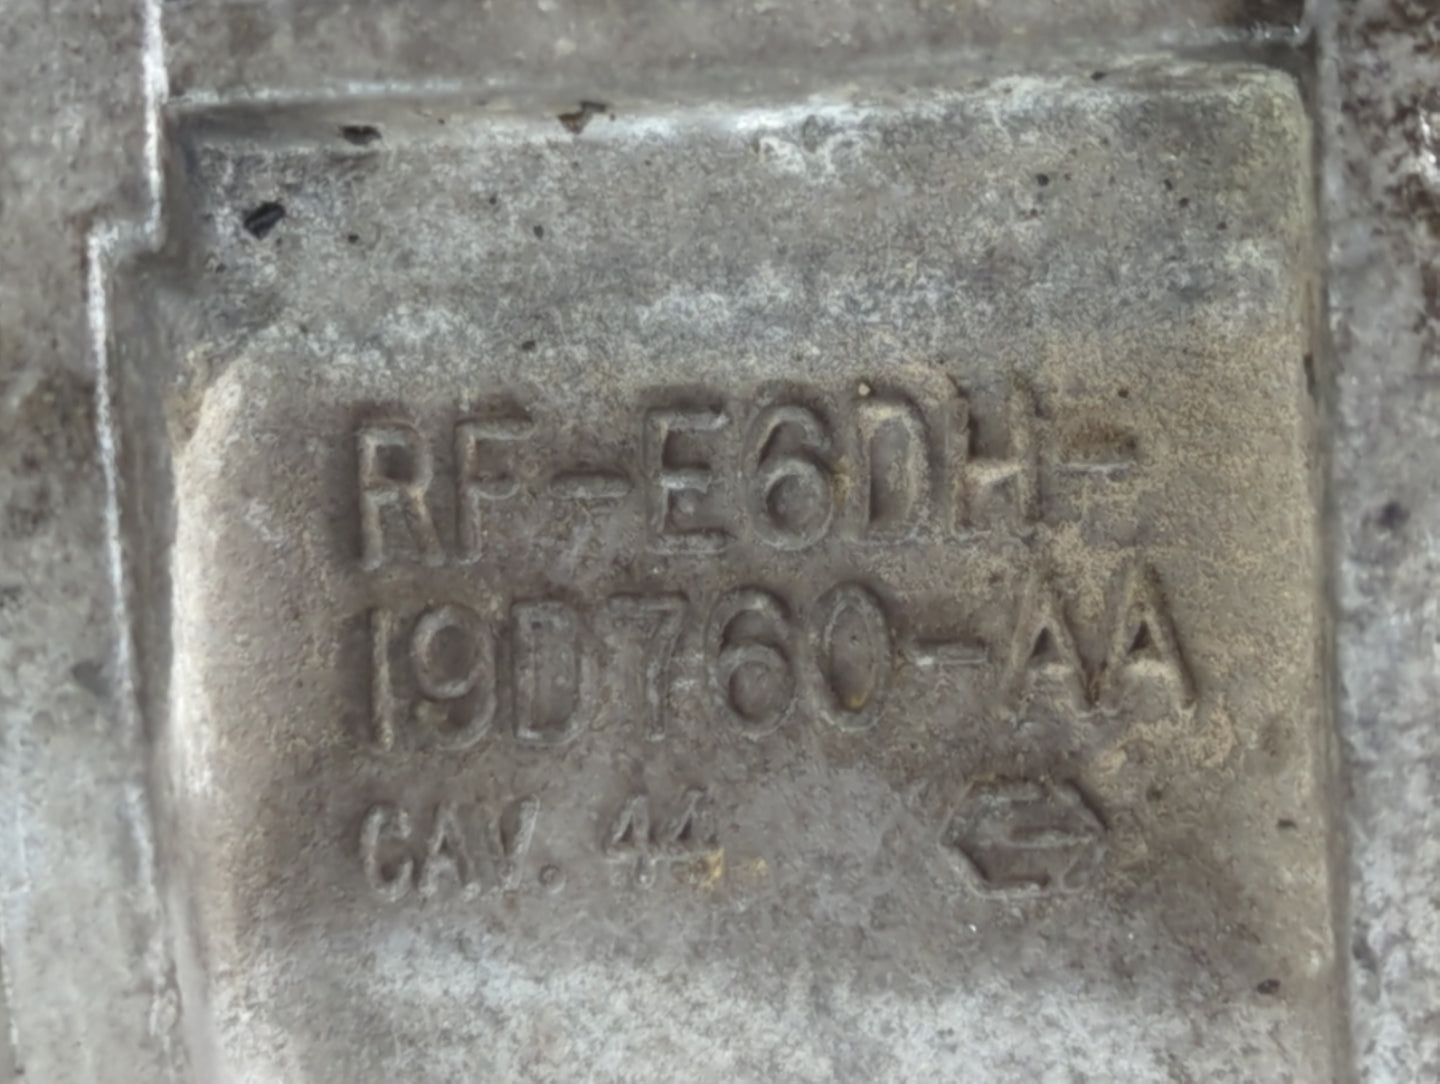 RF-E6DH-
19D760-AA
CAV. 44